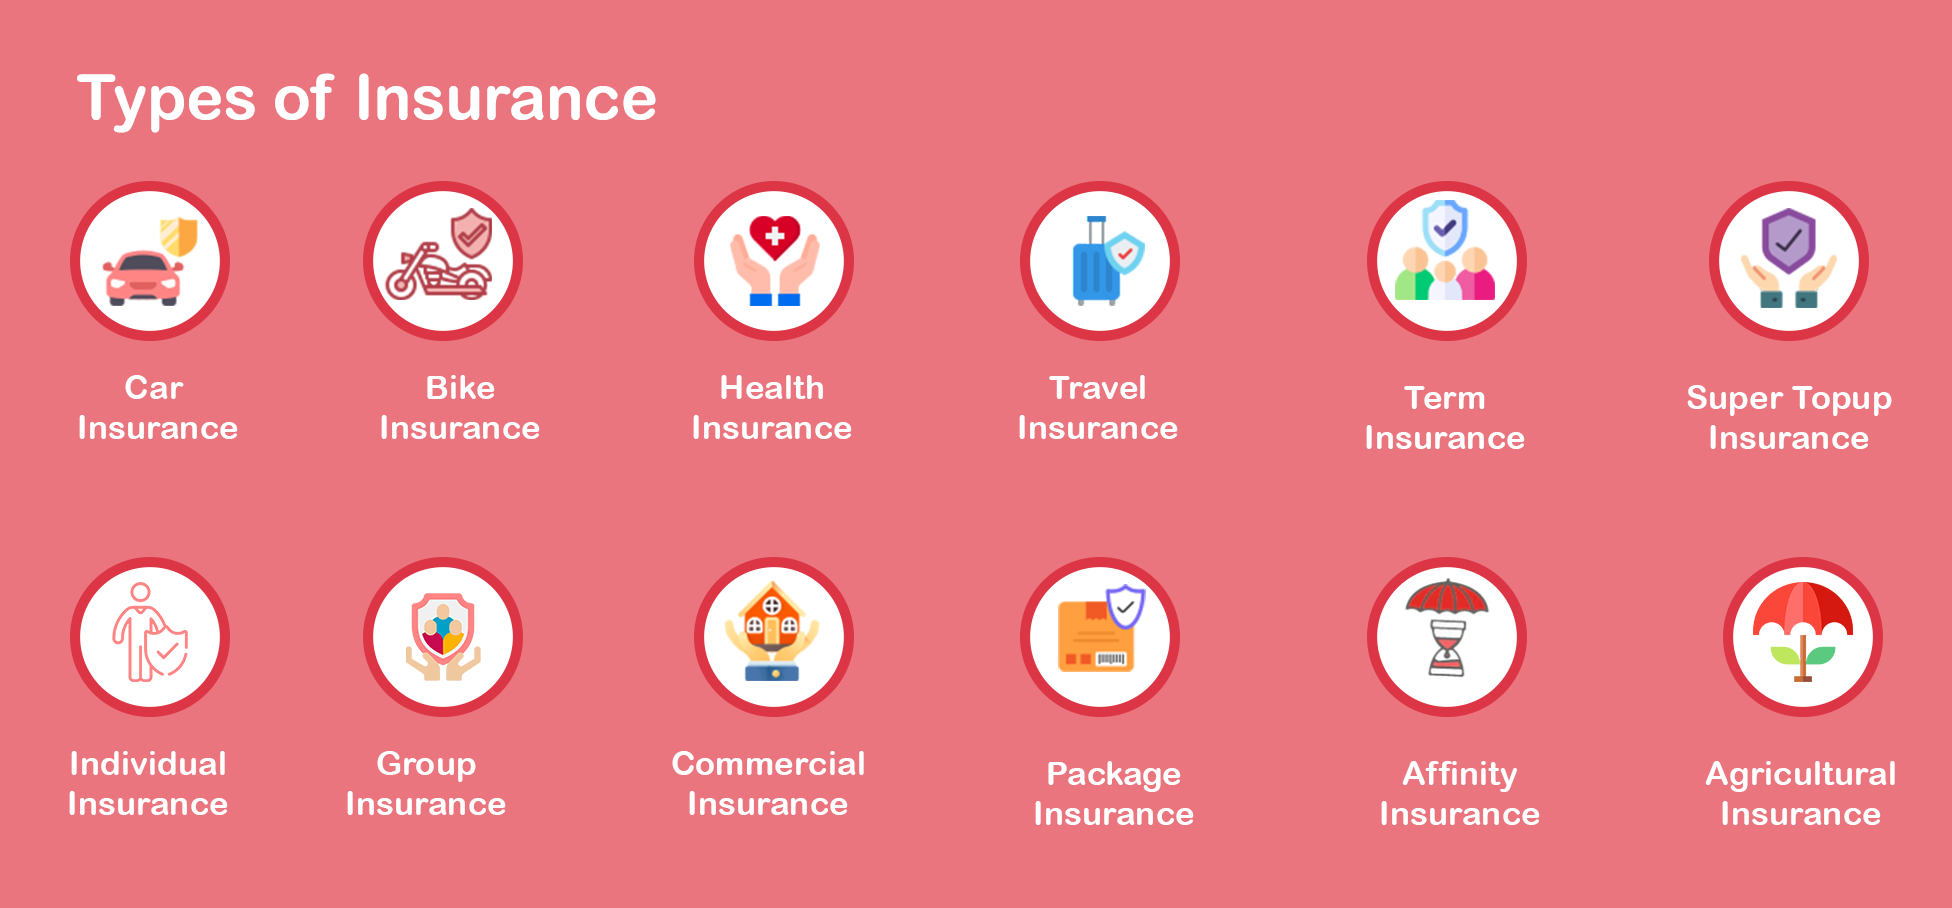 Types of Insurance
Car
Insurance
Bike
Insurance
Health
Insurance
Travel
Insurance
Term
Insurance
Super Topup
Insurance
Individual
Insurance
Group
Insurance
Commercial
Insurance
Package
Insurance
Affinity
Insurance
Agricultural
Insurance